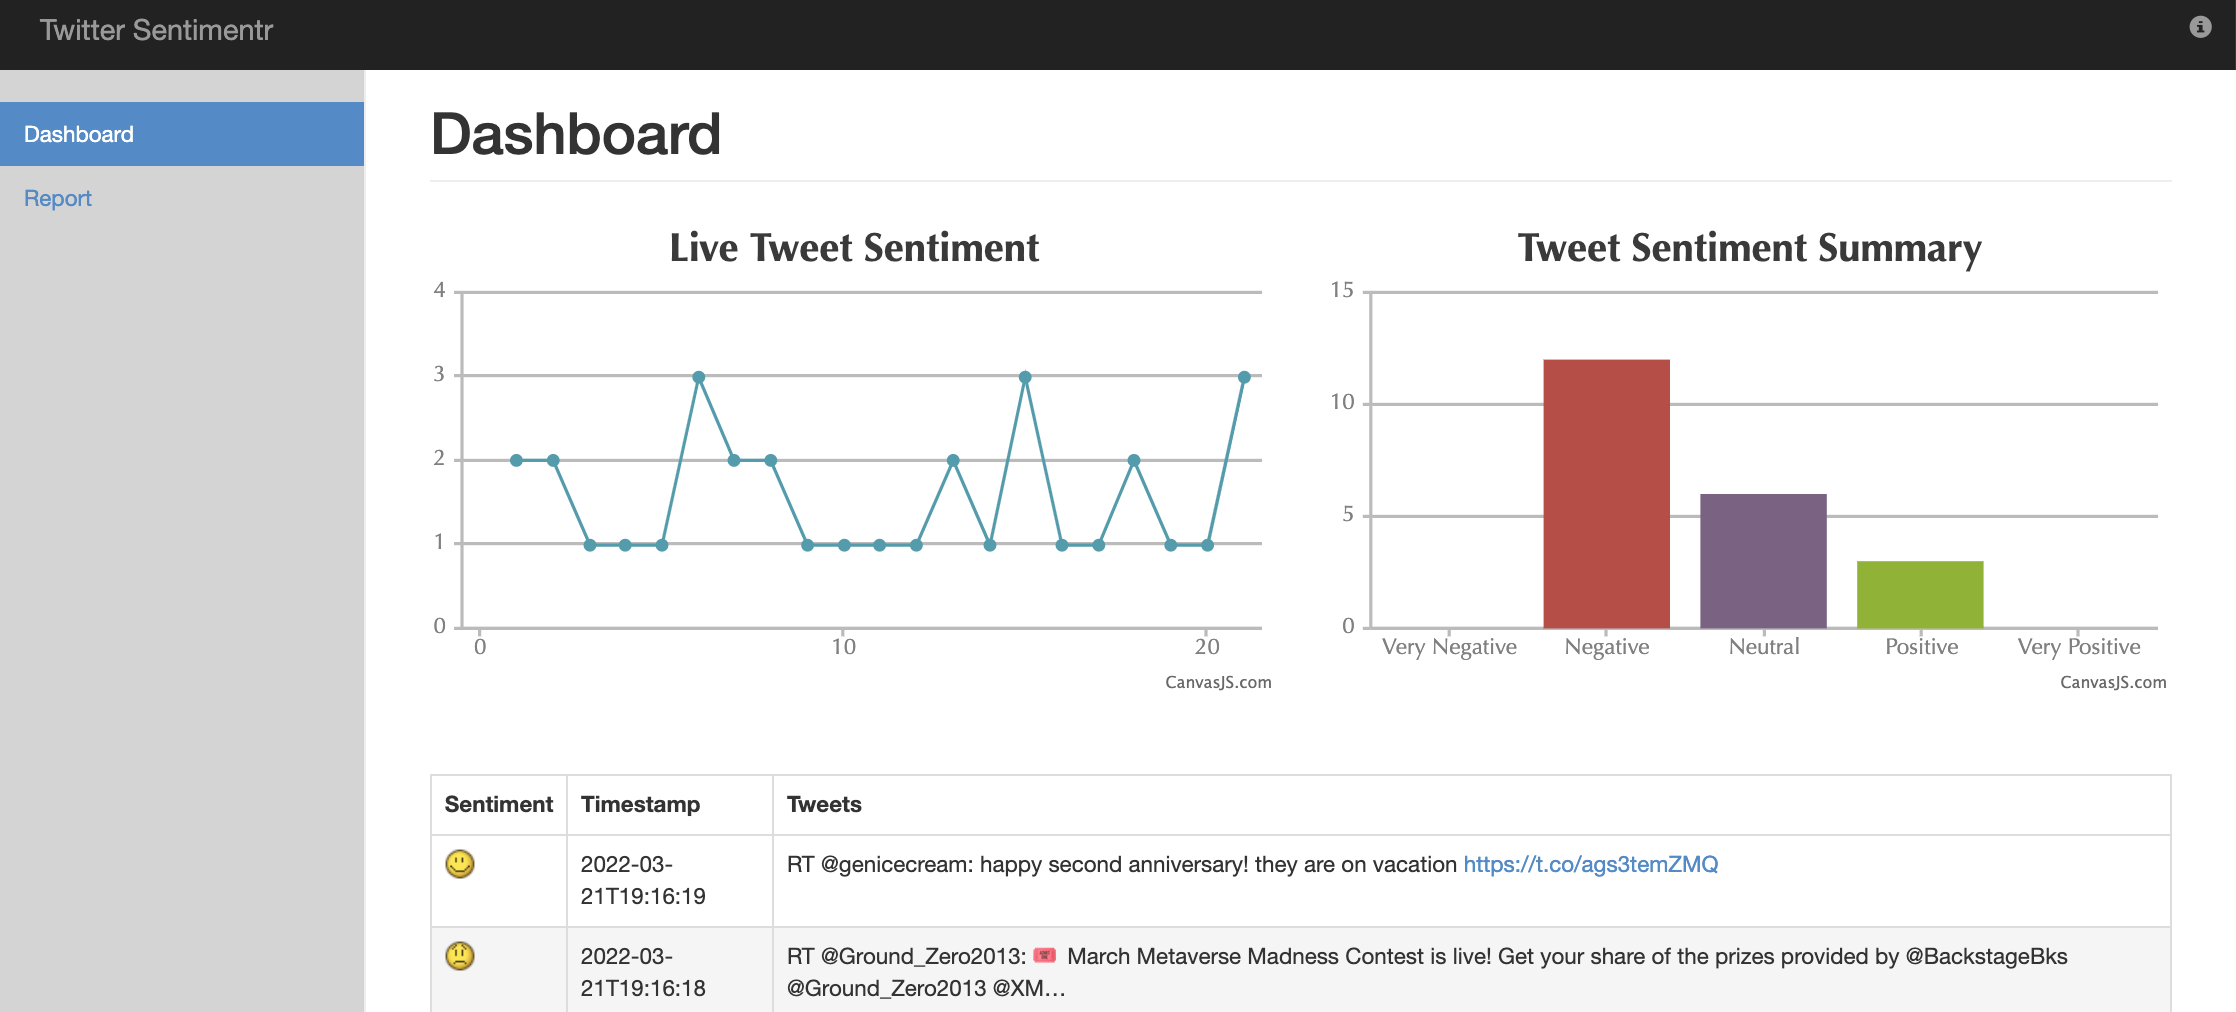 Twitter Sentimentr
Dashboard
Report
Dashboard
Live Tweet Sentiment
4
3
2
1
0
0 10 20
CanvasJS.com
Tweet Sentiment Summary
15
10
5
0
Very Negative Negative Neutral Positive Very Positive
CanvasJS.com
Sentiment Timestamp Tweets
2022-03-
21T19:16:19
RT @genicecream: happy second anniversary! they are on vacation https://t.co/ags3temZMQ
2022-03-
21T19:16:18
RT @Ground_Zero2013: 🎟 March Metaverse Madness Contest is live! Get your share of the prizes provided by @BackstageBks
@Ground_Zero2013 @XM…